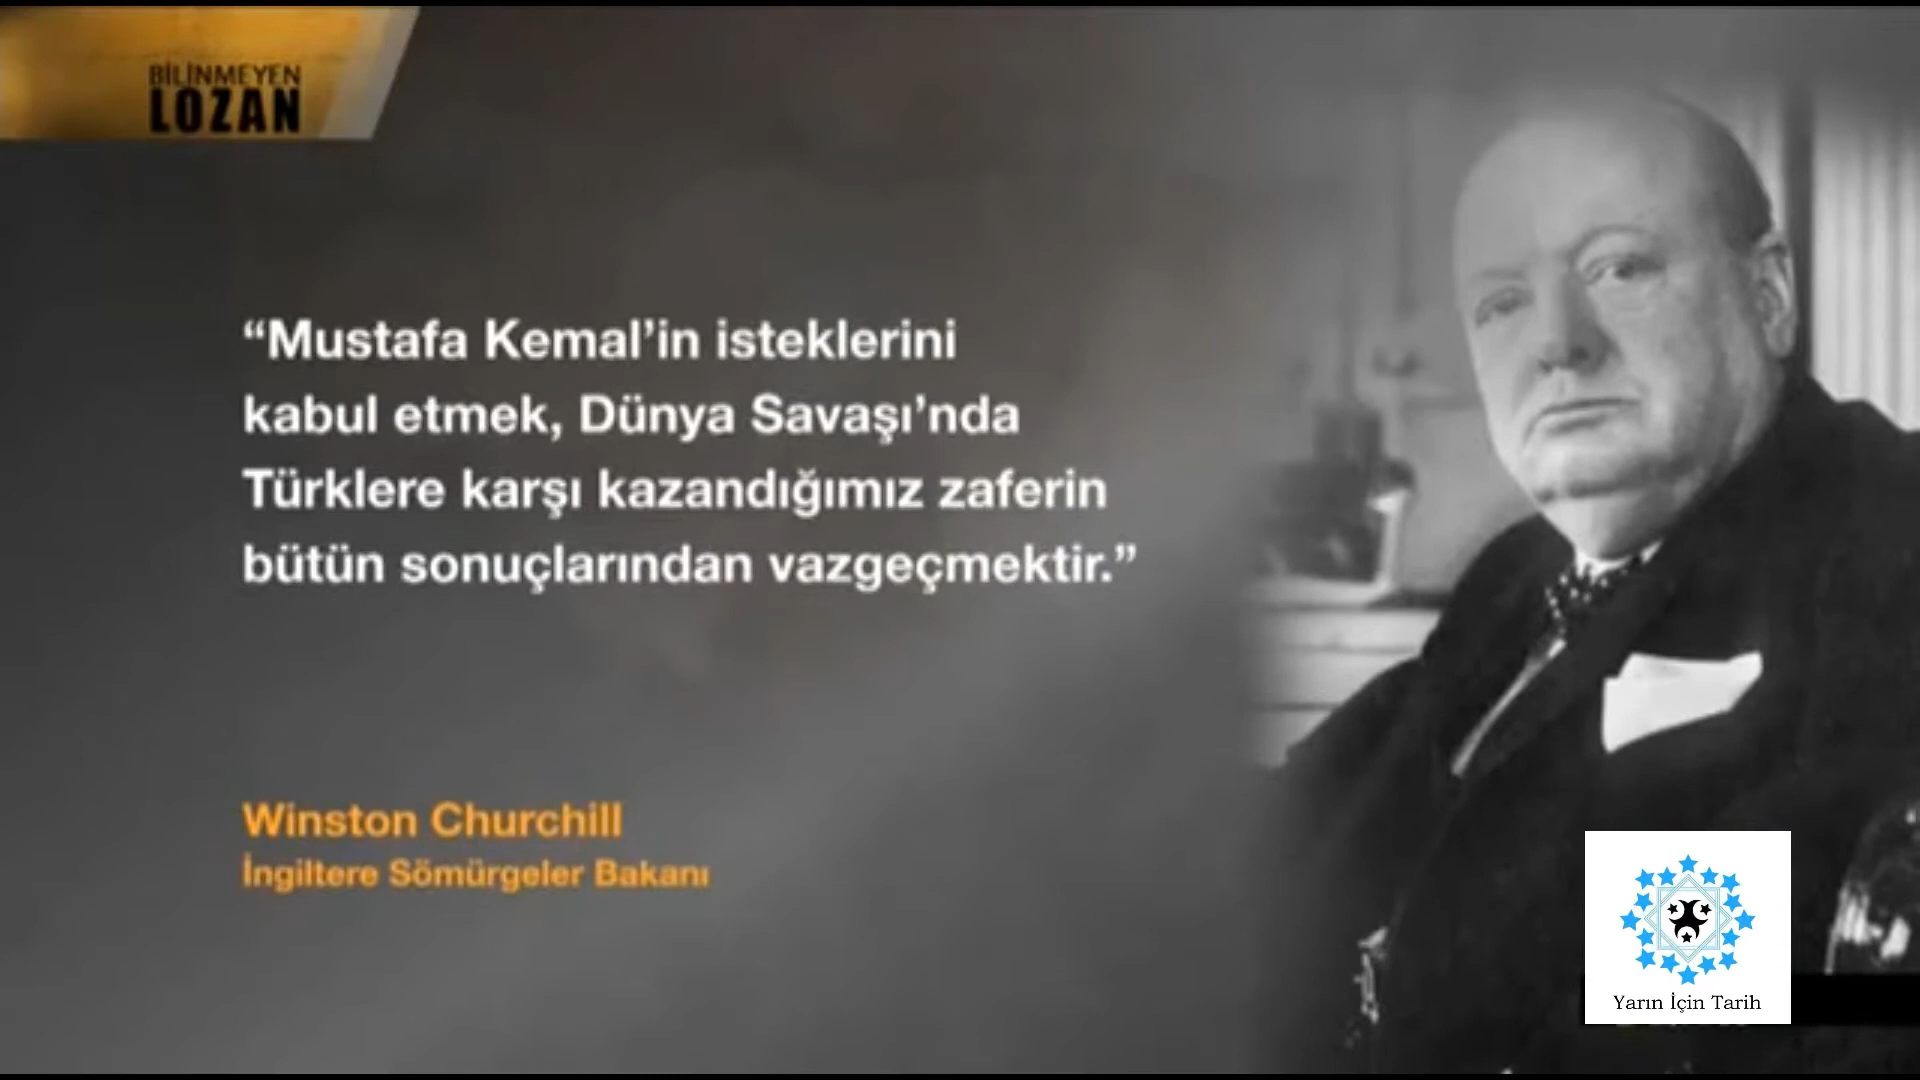 BİLİNMEYEN
LOZAN
“Mustafa Kemal’in isteklerini
kabul etmek, Dünya Savaşı’nda
Türklere karşı kazandığımız zaferin
bütün sonuçlarından vazgeçmektir.”
Winston Churchill
İngiltere Sömürgeler Bakanı
Yarın İçin Tarih